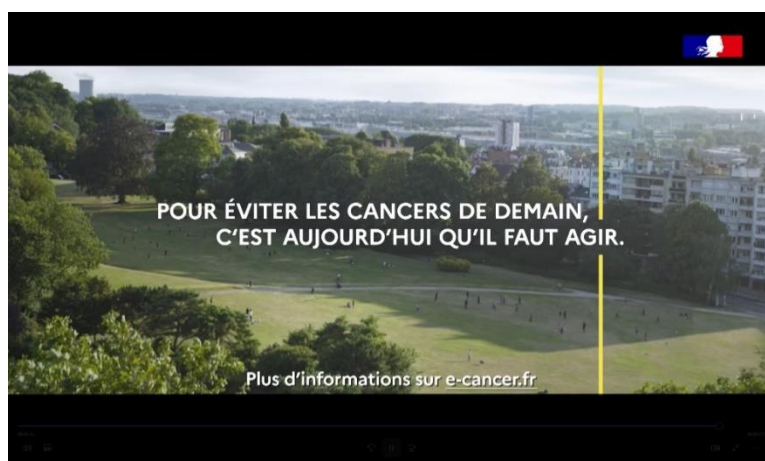 POUR ÉVITER LES CANCERS DE DEMAIN,
C'EST AUJOURD'HUI QU'IL FAUT AGIR.
Plus d'informations sur e-cancer.fr